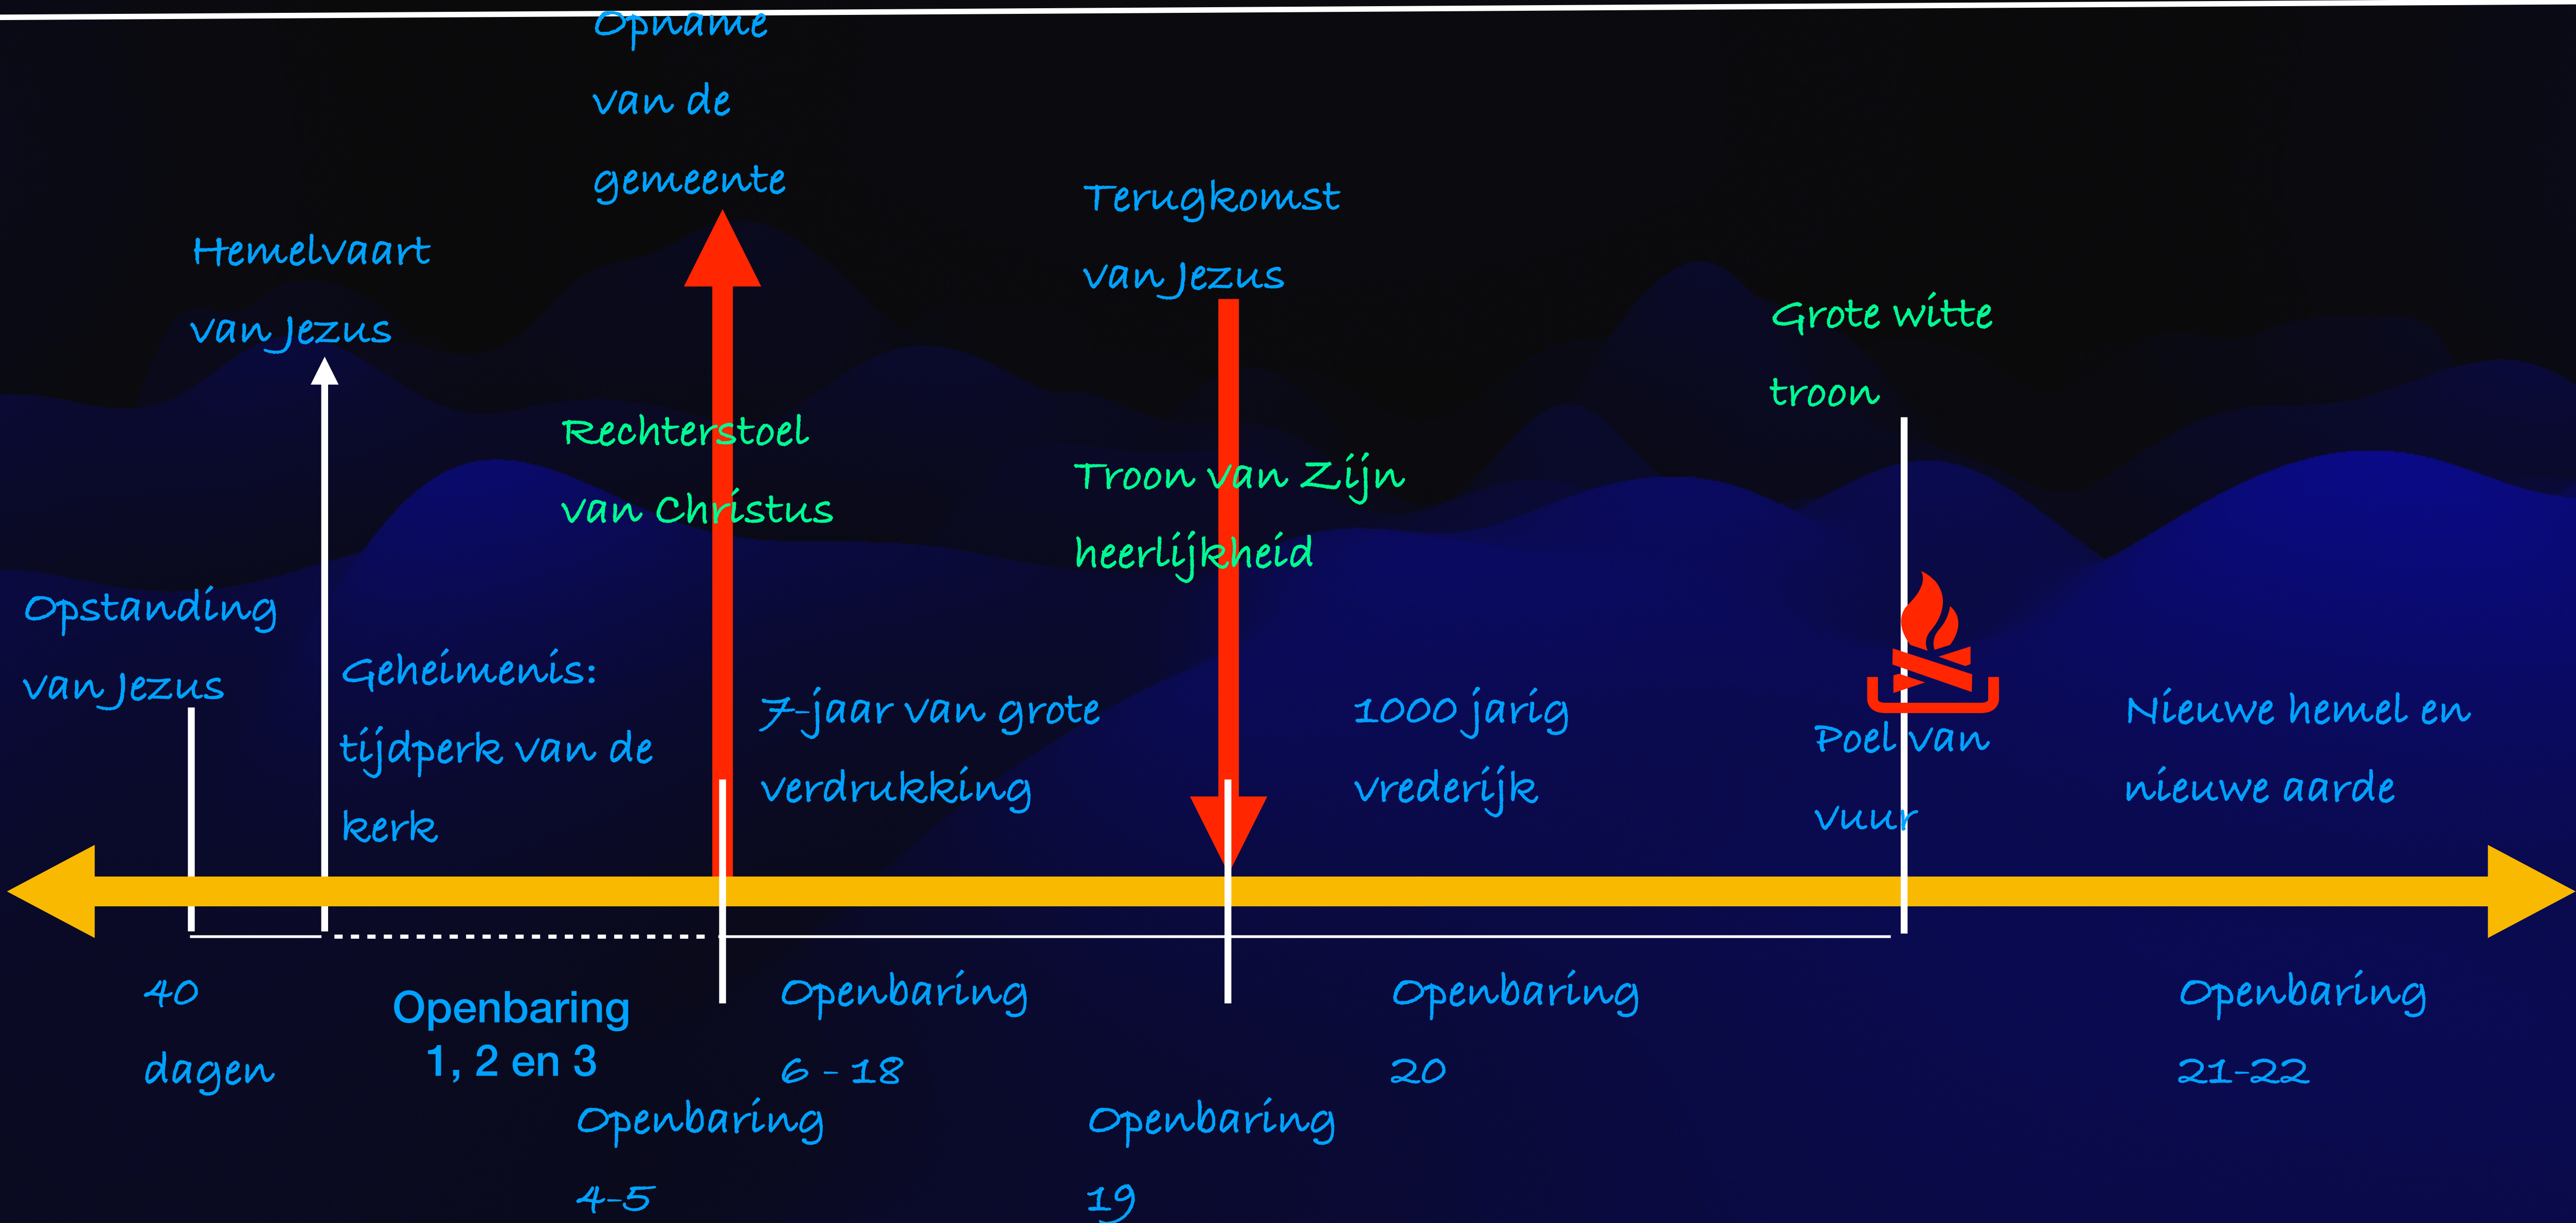 Opname
van de
gemeente
Hemelvaart
van Jezus
Terugkomst
van Jezus
Grote witte
troon
Rechterstoel
van Christus
Troon van Zijn
heerlijkheid
Opstanding
van Jezus
Geheimenis:
tijdperk van de
kerk
7-jaar van grote
verdrukking
1000 jarig
vrederijk
Poel van
vuur
Nieuwe hemel en
nieuwe aarde
40
dagen
Openbaring
1, 2 en 3
Openbaring
6 - 18
Openbaring
20
Openbaring
21-22
Openbaring
4-5
Openbaring
19